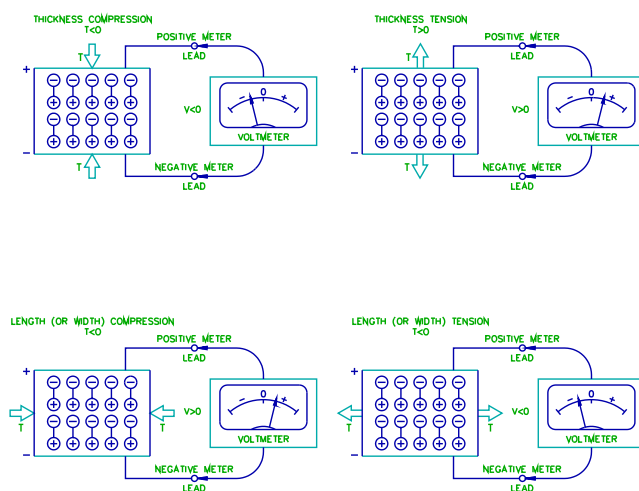 THICKNESS COMPRESSION
T<0
T
+
-
T
POSITIVE METER
LEAD
V<0
- 0 +
VOLTMETER
NEGATIVE METER
LEAD
THICKNESS TENSION
T>0
T
+
-
T
POSITIVE METER
LEAD
V>0
- 0 +
VOLTMETER
NEGATIVE METER
LEAD
LENGTH (OR WIDTH) COMPRESSION
T<0
+
-
T
T
POSITIVE METER
LEAD
V>0
- 0 +
VOLTMETER
NEGATIVE METER
LEAD
LENGTH (OR WIDTH) TENSION
T<0
+
-
T
T
POSITIVE METER
LEAD
V<0
- 0 +
VOLTMETER
NEGATIVE METER
LEAD